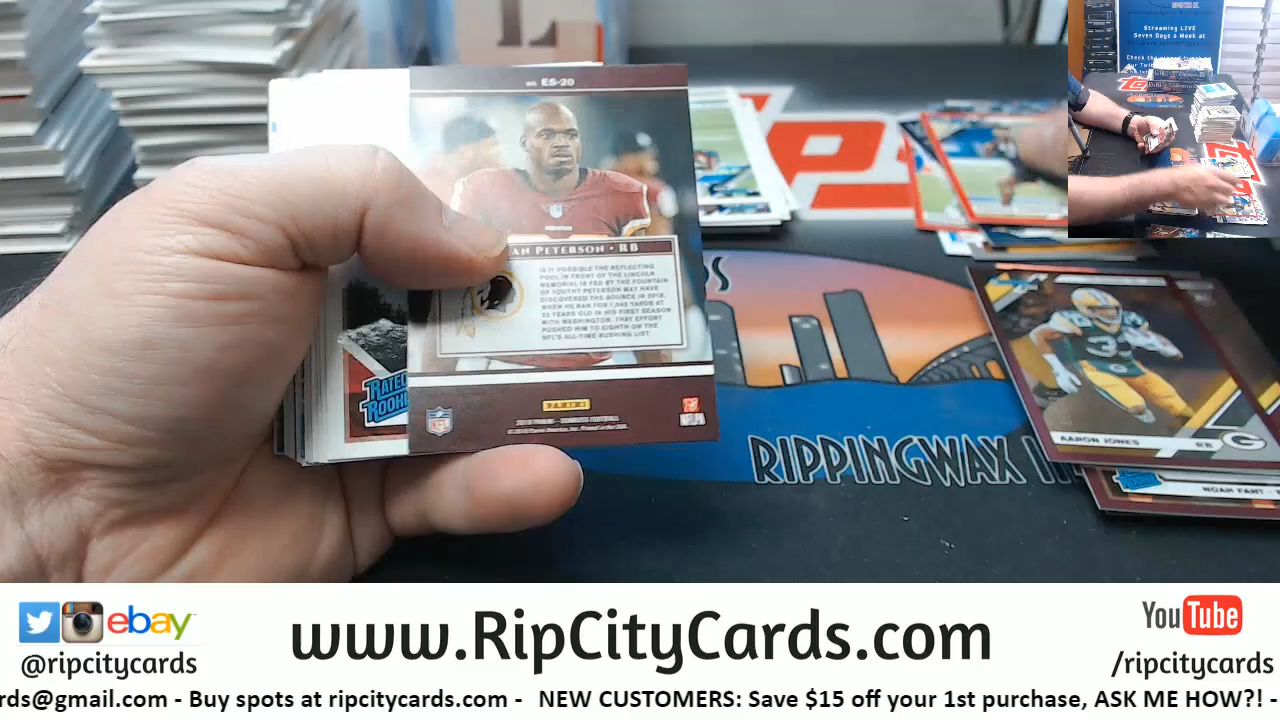 Streaming LIVE
Seven Days a Week at
NO. ES-20
AN PETERSON • RB
IS IT POSSIBLE THE REFLECTING
POOL IN FRONT OF THE LINCOLN
MEMORIAL IS FED BY THE FOUNTAIN
OF YOUTH? PETERSON MAY HAVE
DISCOVERED THE SOURCE IN 2018,
WHEN HE RAN FOR 1,042 YARDS AT
33 YEARS OLD IN HIS FIRST SEASON
WITH WASHINGTON. THAT EFFORT
PUSHED HIM TO EIGHTH ON THE
NFL'S ALL-TIME RUSHING LIST.
RATED
ROOKIE
PANINI
NFL
AARON JONES RB
G
NOAH FANT
RIPPINGWAX
ebay
@ripcitycards
www.RipCityCards.com
YouTube
/ripcitycards
rds@gmail.com - Buy spots at ripcitycards.com - NEW CUSTOMERS: Save $15 off your 1st purchase, ASK ME HOW?! -